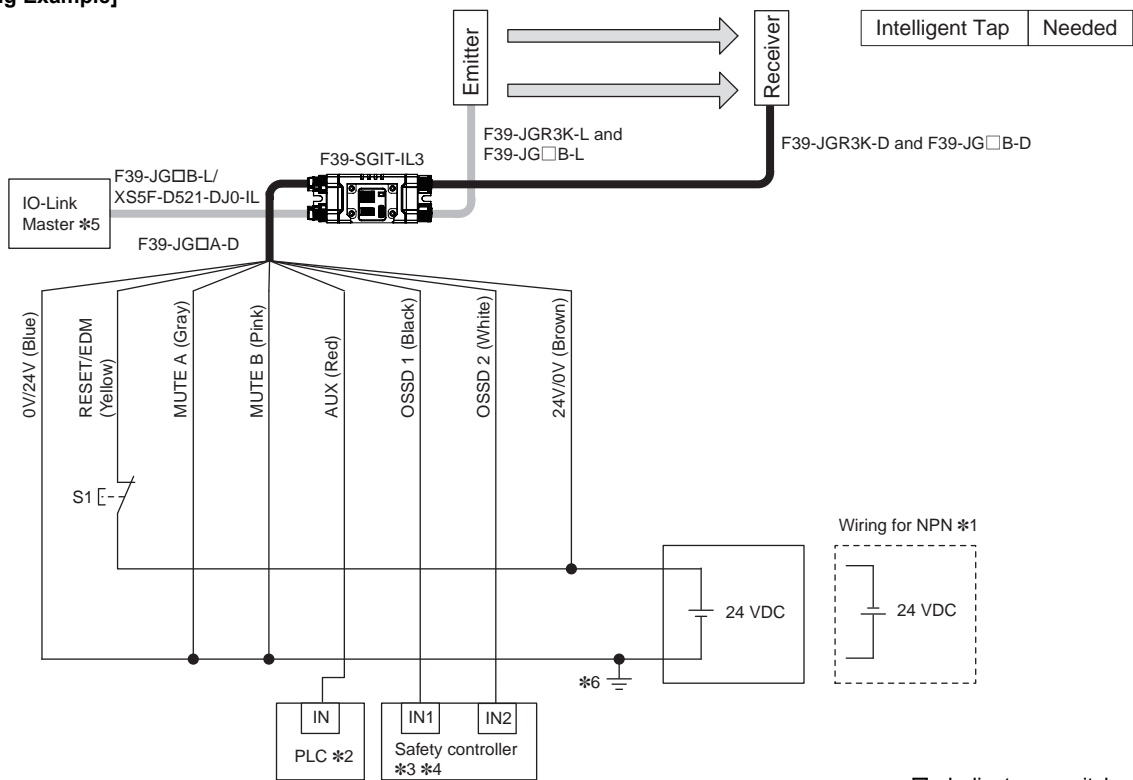 g Example]
Emitter
Receiver
Intelligent Tap Needed
F39-JGR3K-L and
F39-JG□B-L
F39-JGR3K-D and F39-JG□B-D
F39-SGIT-IL3
F39-JG□B-L/
XS5F-D521-DJ0-IL
IO-Link
Master *5
F39-JG□A-D
0V/24V (Blue)
RESET/EDM
(Yellow)
MUTE A (Gray)
MUTE B (Pink)
AUX (Red)
OSSD 1 (Black)
OSSD 2 (White)
24V/0V (Brown)
S1
Wiring for NPN *1
24 VDC
24 VDC
*6
IN
PLC *2
IN1 IN2
Safety controller
*3 *4